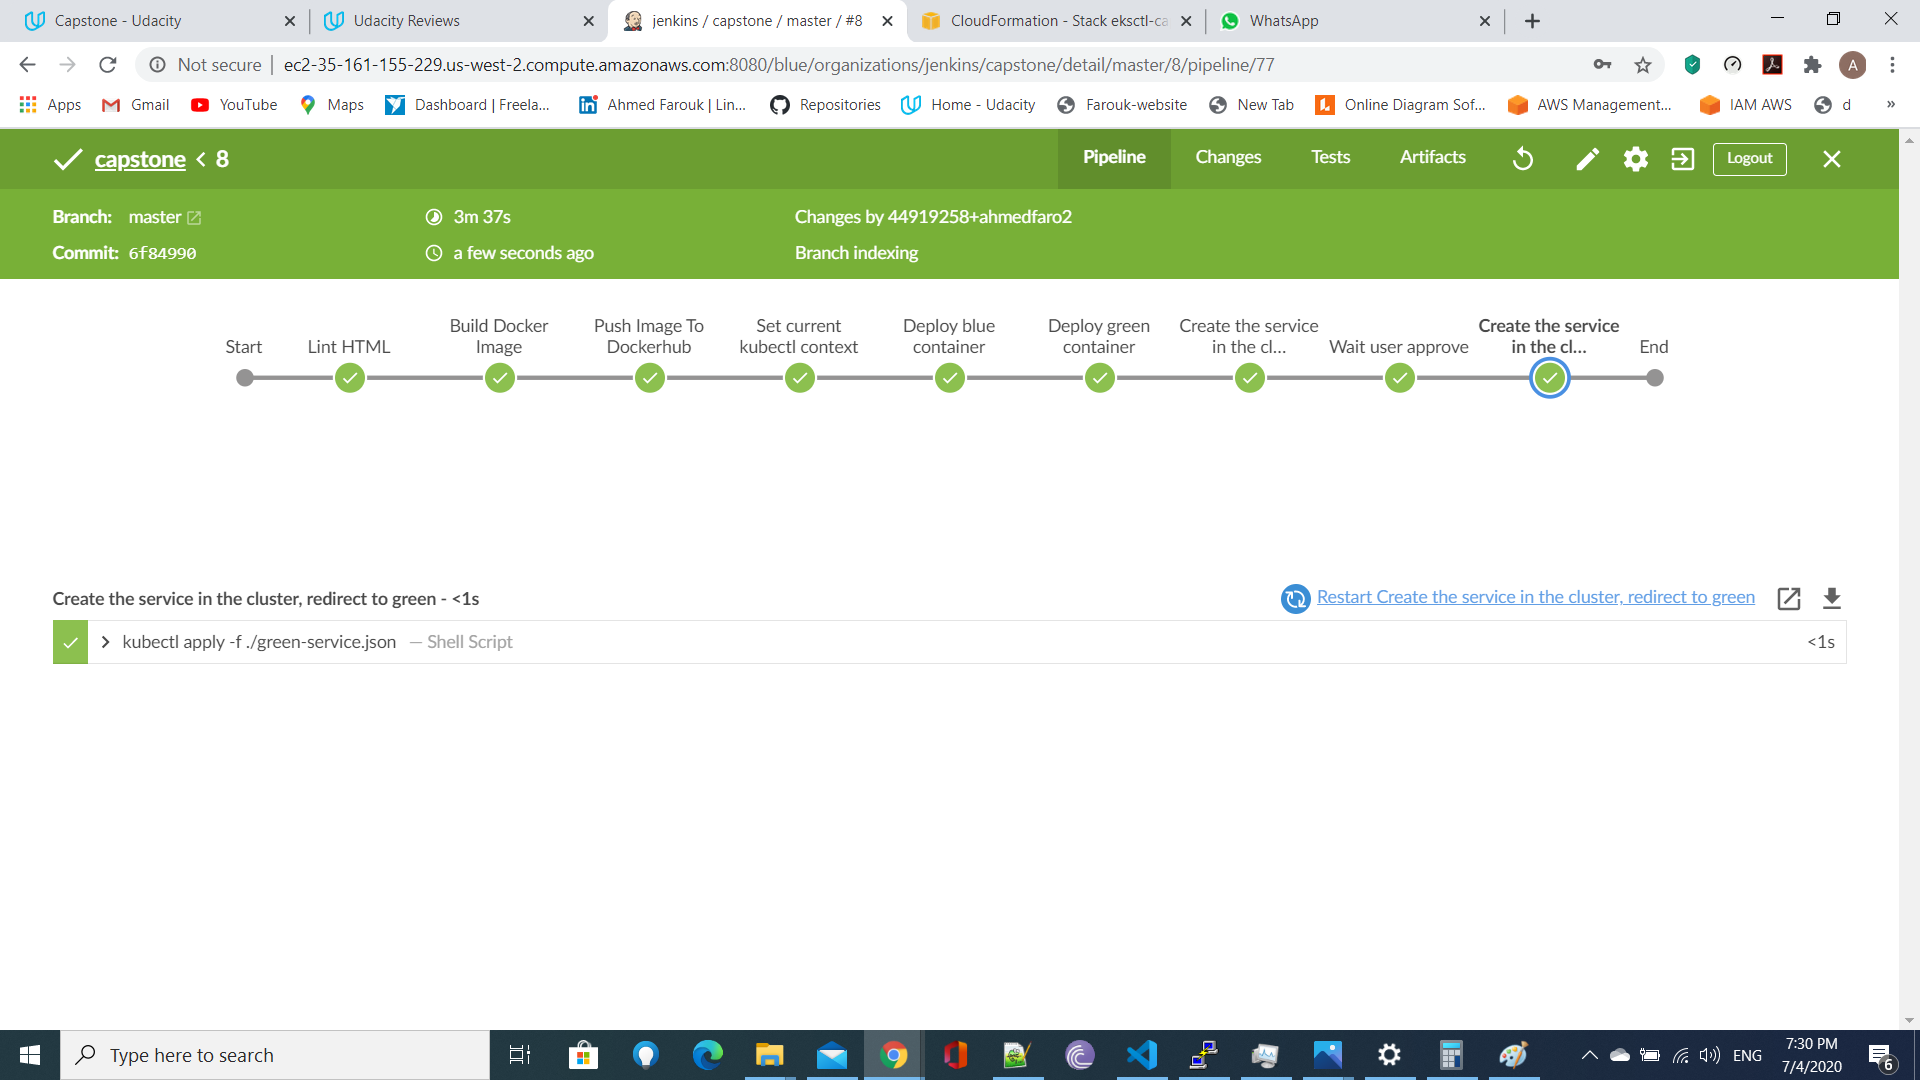 Capstone - Udacity
Udacity Reviews
jenkins / capstone / master / #8
CloudFormation - Stack eksctl-ca
WhatsApp
Not secure
ec2-35-161-155-229.us-west-2.compute.amazonaws.com:8080/blue/organizations/jenkins/capstone/detail/master/8/pipeline/77
A
Apps
Gmail
YouTube
Maps
Dashboard | Freela...
Ahmed Farouk | Lin...
Repositories
Home - Udacity
Farouk-website
New Tab
Online Diagram Sof...
AWS Management...
IAM AWS
d
»
capstone < 8
Pipeline
Changes
Tests
Artifacts
Logout
Branch: master
3m 37s
Changes by 44919258+ahmedfaro2
Commit: 6f84990
a few seconds ago
Branch indexing
Start
Lint HTML
Build Docker
Image
Push Image To
Dockerhub
Set current
kubectl context
Deploy blue
container
Deploy green
container
Create the service
in the cl...
Wait user approve
Create the service
in the cl...
End
Create the service in the cluster, redirect to green - <1s
Restart Create the service in the cluster, redirect to green
kubectl apply -f ./green-service.json — Shell Script
<1s
Type here to search
ENG
7:30 PM
7/4/2020
6